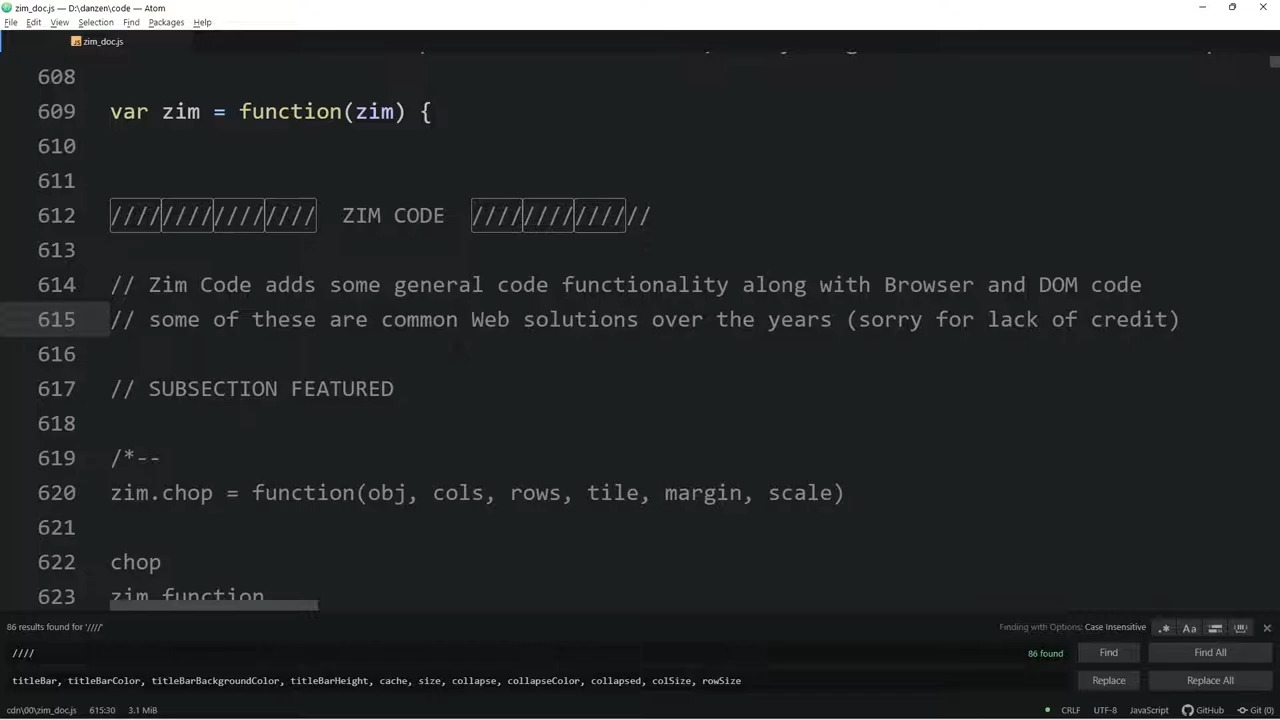 zim_doc.js — D:\danzen\code — Atom
File Edit View Selection Find Packages Help
zim_doc.js
608
609 var zim = function(zim) {
610
611
612 ////////////////  ZIM CODE  //////////////
613
614 // Zim Code adds some general code functionality along with Browser and DOM code
615 // some of these are common Web solutions over the years (sorry for lack of credit)
616
617 // SUBSECTION FEATURED
618
619 /*--
620 zim.chop = function(obj, cols, rows, tile, margin, scale)
621
622 chop
623 zim function
86 results found for '////'
Finding with Options: Case Insensitive
.* Aa
////
86 found
Find Find All
titleBar, titleBarColor, titleBarBackgroundColor, titleBarHeight, cache, size, collapse, collapseColor, collapsed, colSize, rowSize
Replace Replace All
cdn\00\zim_doc.js 615:30 3.1 MiB
CRLF UTF-8 JavaScript GitHub Git (0)